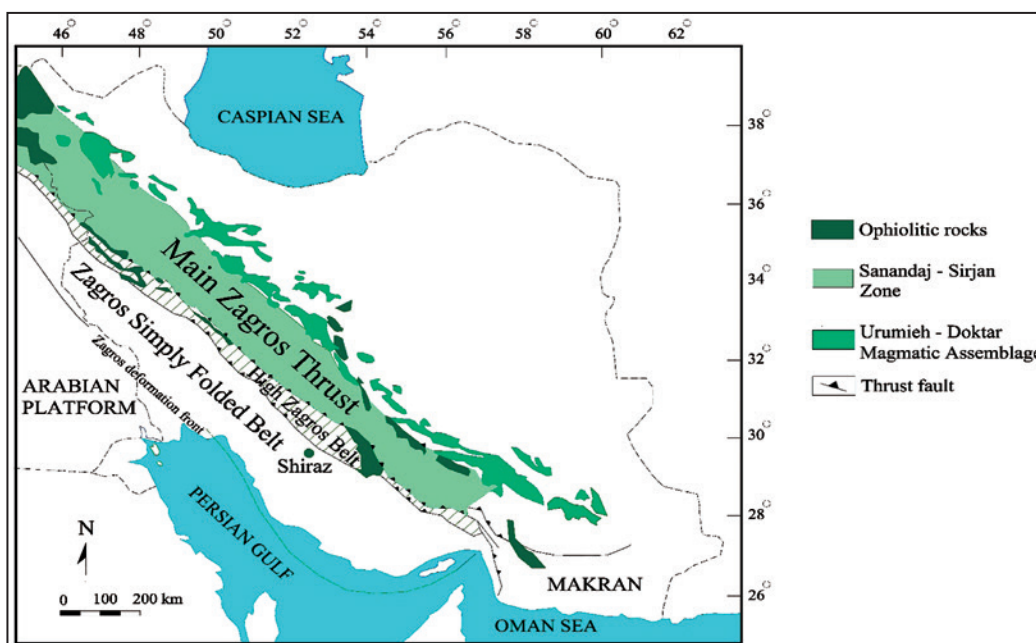 46° 48° 50° 52° 54° 56° 58° 60° 62°
CASPIAN SEA
38°
36°
34°
32°
30°
28°
26°
Main Zagros Thrust
Zagros Simply Folded Belt
High Zagros Belt
Zagros deformation front
ARABIAN
PLATFORM
Shiraz
PERSIAN GULF
MAKRAN
OMAN SEA
N
0 100 200 km
Ophiolitic rocks
Sanandaj - Sirjan
Zone
Urumieh - Doktar
Magmatic Assemblage
Thrust fault